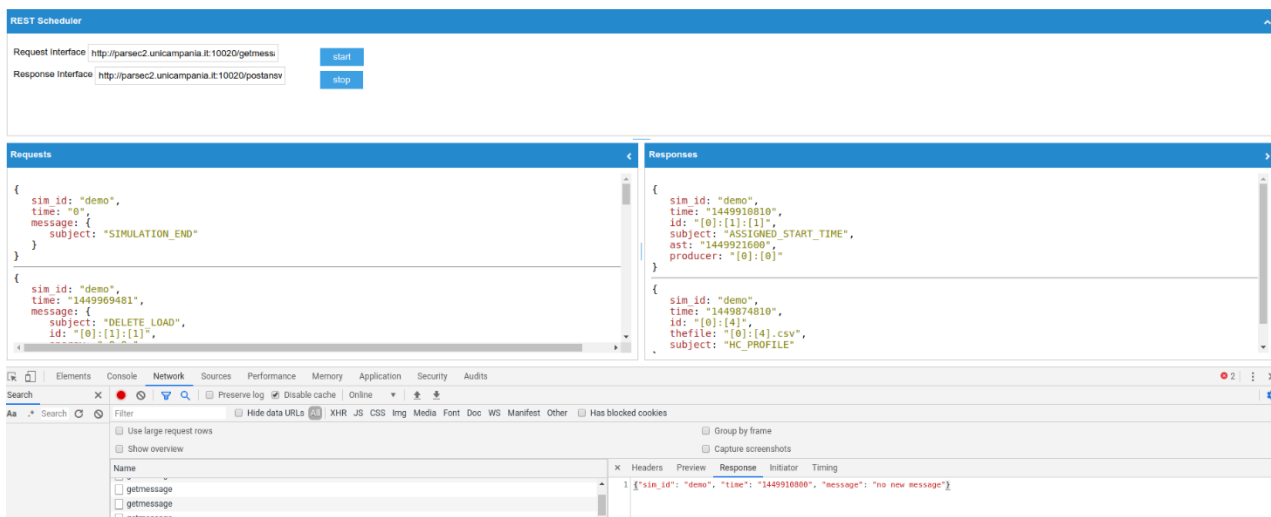 REST Scheduler
Request Interface http://parsec2.unicampania.it:10020/getmessa start
Response Interface http://parsec2.unicampania.it:10020/postansw stop
Requests
{
sim_id: "demo",
time: "0",
message: {
subject: "SIMULATION_END"
}
}
{
sim_id: "demo",
time: "1449969481",
message: {
subject: "DELETE_LOAD",
id: "[0]:[1]:[1]",
Responses
{
sim_id: "demo",
time: "1449910810",
id: "[0]:[1]:[1]",
subject: "ASSIGNED_START_TIME",
ast: "1449921600",
producer: "[0]:[0]"
}
{
sim_id: "demo",
time: "1449874810",
id: "[0]:[4]",
thefile: "[0]:[4].csv",
subject: "HC_PROFILE"
Elements Console Network Sources Performance Memory Application Security Audits 2
Search Preserve log Disable cache Online
Aa .* Search Filter Hide data URLs All XHR JS CSS Img Media Font Doc WS Manifest Other Has blocked cookies
Use large request rows Group by frame
Show overview Capture screenshots
Name Headers Preview Response Initiator Timing
getmessage 1 {"sim_id": "demo", "time": "1449910800", "message": "no new message"}
getmessage